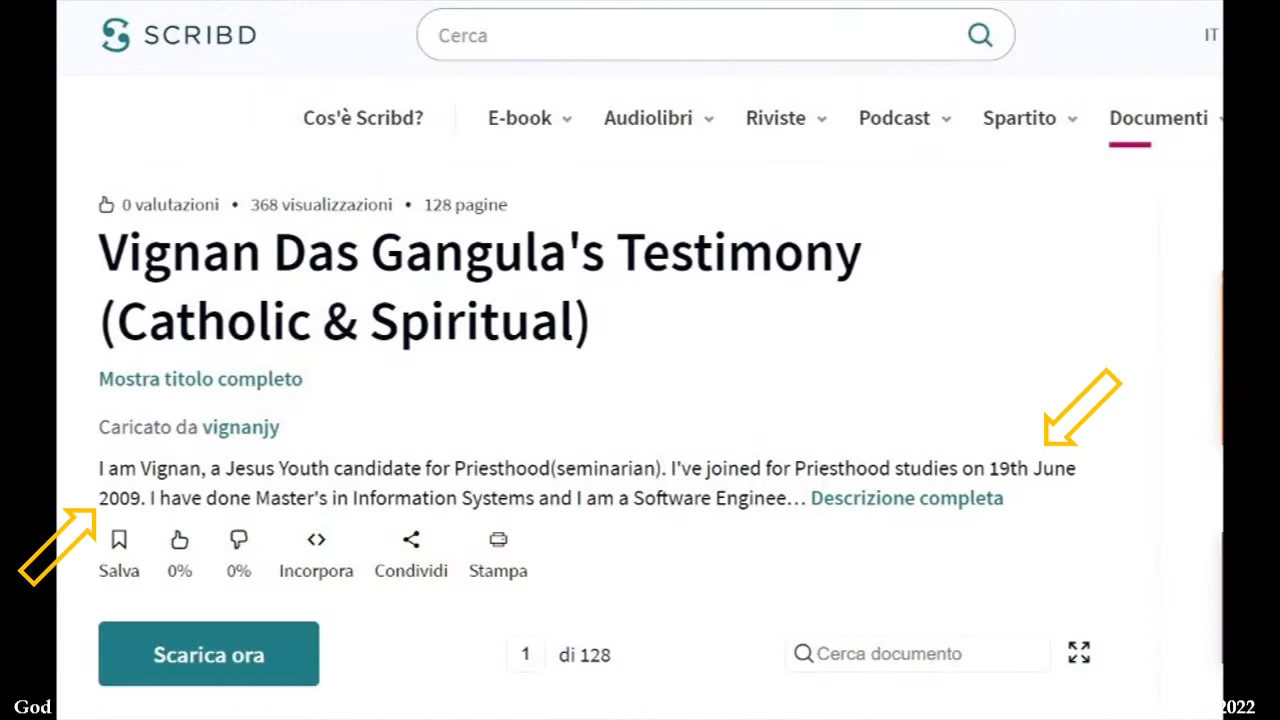 SCRIBD
Cerca
IT
Cos'è Scribd?
E-book
Audiolibri
Riviste
Podcast
Spartito
Documenti
0 valutazioni • 368 visualizzazioni • 128 pagine
Vignan Das Gangula's Testimony
(Catholic & Spiritual)
Mostra titolo completo
Caricato da vignanjy
I am Vignan, a Jesus Youth candidate for Priesthood(seminarian). I've joined for Priesthood studies on 19th June
2009. I have done Master's in Information Systems and I am a Software Enginee… Descrizione completa
Salva
0%
0%
Incorpora
Condividi
Stampa
Scarica ora
1 di 128
Cerca documento
God
2022